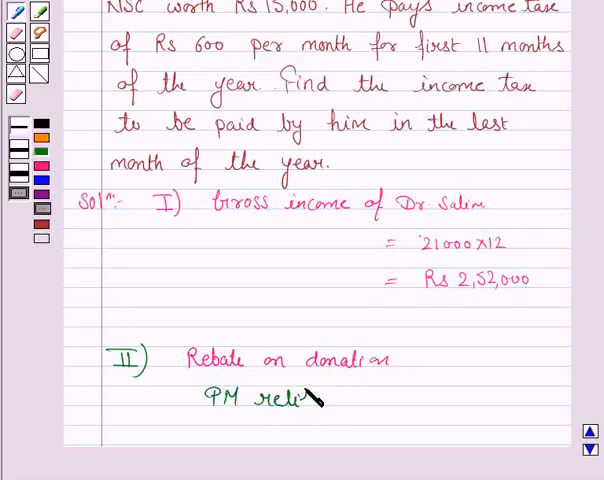 NSC worth Rs 15,000. He pays income tax
of Rs 600 per month for first 11 months
of the year. Find the income tax
to be paid by him in the last
month of the year.
Solⁿ:- I) Gross income of Dr. Salim
= 21000×12
= Rs 2,52,000
II) Rebate on donation
PM reli